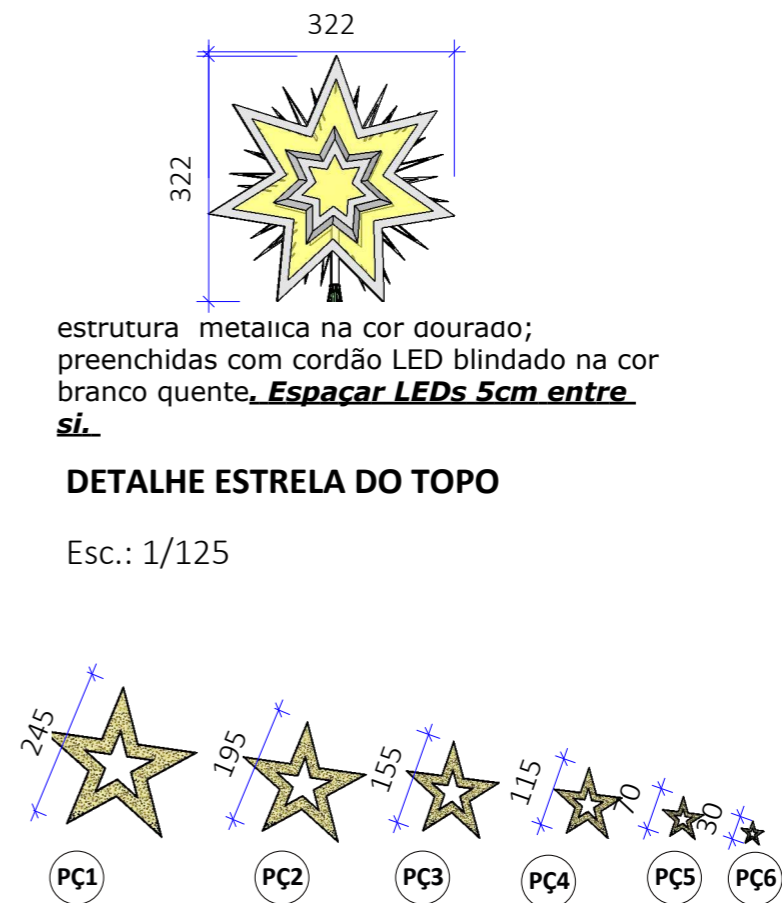 322
322
estrutura metálica na cor dourado;
preenchidas com cordão LED blindado na cor
branco quente. Espaçar LEDs 5cm entre
si.
DETALHE ESTRELA DO TOPO
Esc.: 1/125
245
195
155
115
70
30
PÇ1
PÇ2
PÇ3
PÇ4
PÇ5
PÇ6